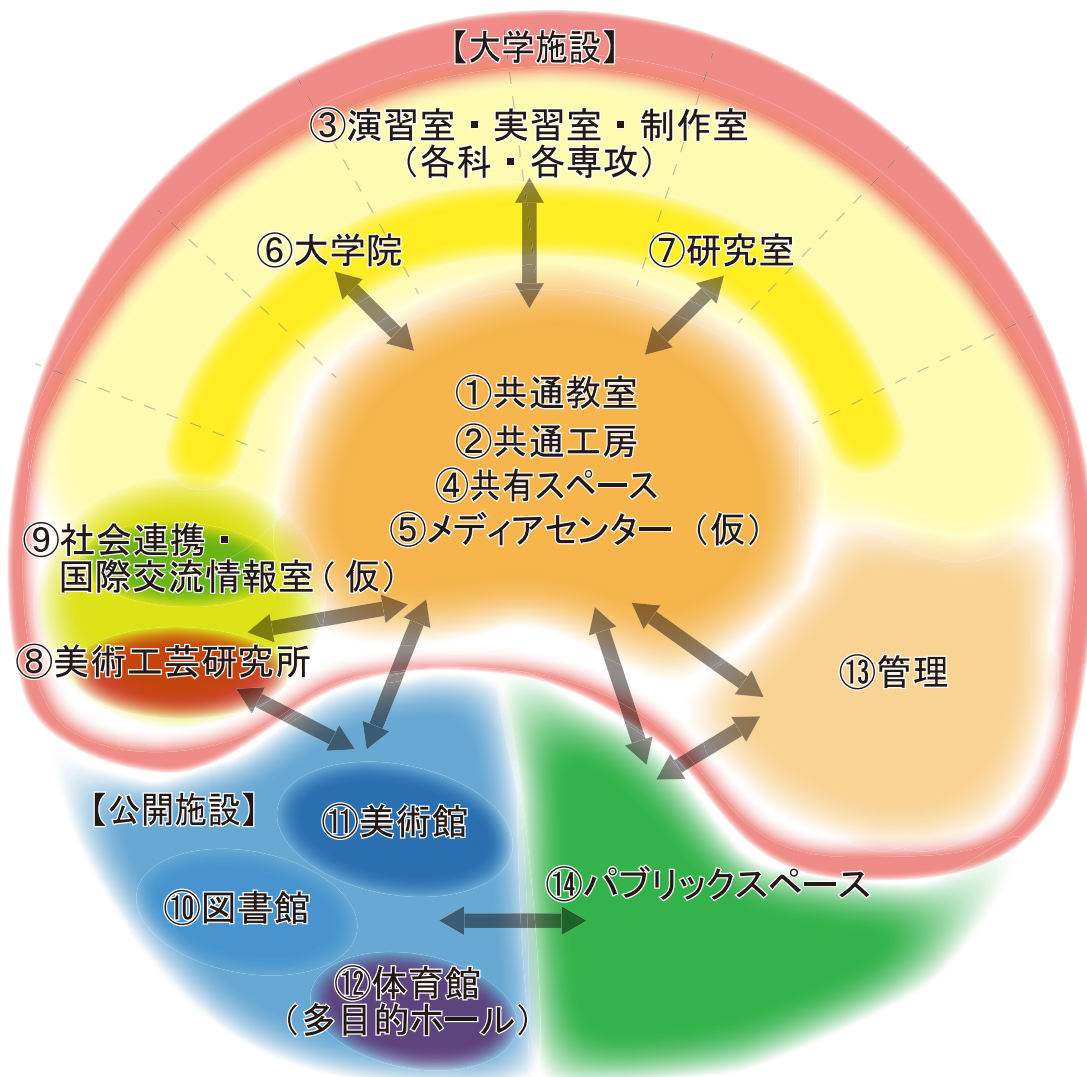 【大学施設】
③演習室・実習室・制作室
（各科・各専攻）
⑥大学院
⑦研究室
①共通教室
②共通工房
④共有スペース
⑤メディアセンター（仮）
⑨社会連携・
国際交流情報室(仮)
⑧美術工芸研究所
⑬管理
【公開施設】
⑪美術館
⑭パブリックスペース
⑩図書館
⑫体育館
（多目的ホール）